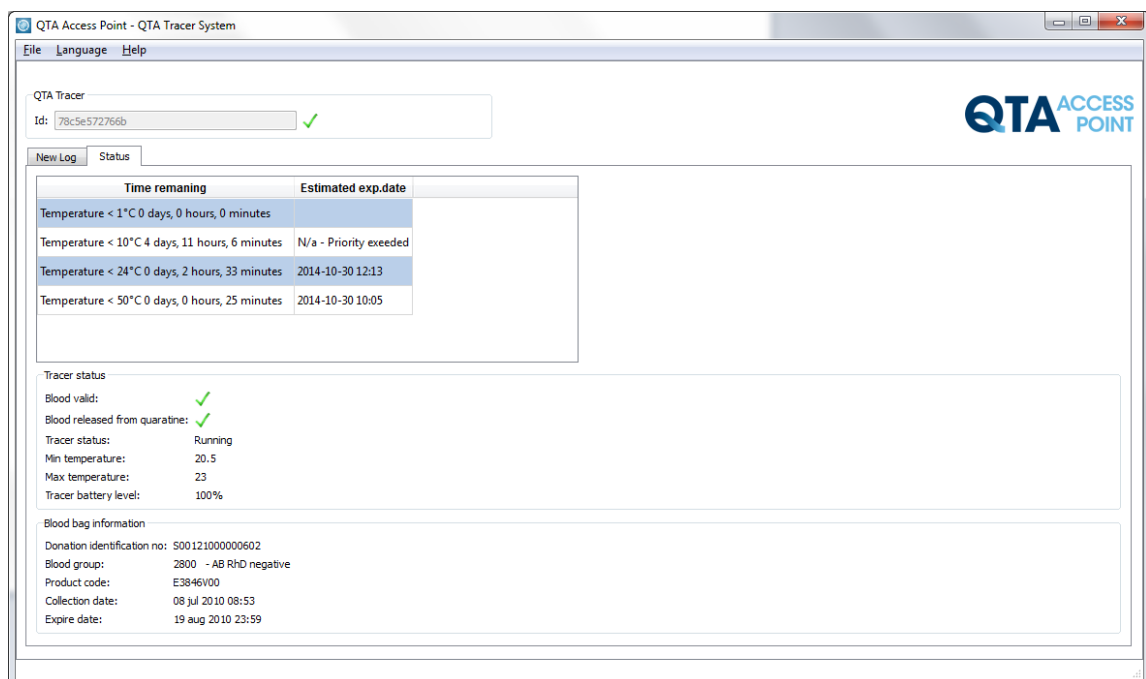 QTA Access Point - QTA Tracer System
File Language Help
QTA Tracer
Id: 78c5e572766b
QTA ACCESS POINT
New Log Status
Time remaning Estimated exp.date
Temperature < 1°C 0 days, 0 hours, 0 minutes
Temperature < 10°C 4 days, 11 hours, 6 minutes N/a - Priority exeeded
Temperature < 24°C 0 days, 2 hours, 33 minutes 2014-10-30 12:13
Temperature < 50°C 0 days, 0 hours, 25 minutes 2014-10-30 10:05
Tracer status
Blood valid:
Blood released from quaratine:
Tracer status: Running
Min temperature: 20.5
Max temperature: 23
Tracer battery level: 100%
Blood bag information
Donation identification no: S00121000000602
Blood group: 2800 - AB RhD negative
Product code: E3846V00
Collection date: 08 jul 2010 08:53
Expire date: 19 aug 2010 23:59